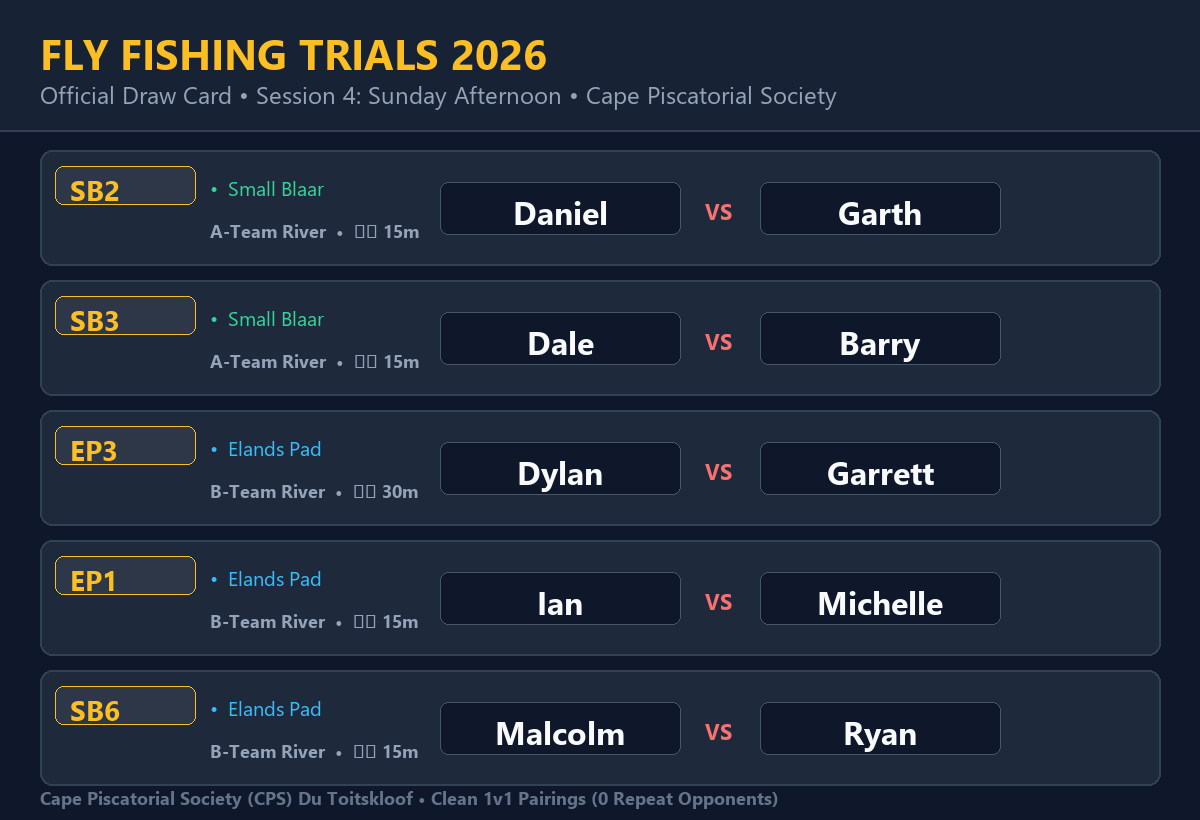 FLY FISHING TRIALS 2026
Official Draw Card • Session 4: Sunday Afternoon • Cape Piscatorial Society
SB2
• Small Blaar
A-Team River • 15m
Daniel VS Garth
SB3
• Small Blaar
A-Team River • 15m
Dale VS Barry
EP3
• Elands Pad
B-Team River • 30m
Dylan VS Garrett
EP1
• Elands Pad
B-Team River • 15m
Ian VS Michelle
SB6
• Elands Pad
B-Team River • 15m
Malcolm VS Ryan
Cape Piscatorial Society (CPS) Du Toitskloof • Clean 1v1 Pairings (0 Repeat Opponents)